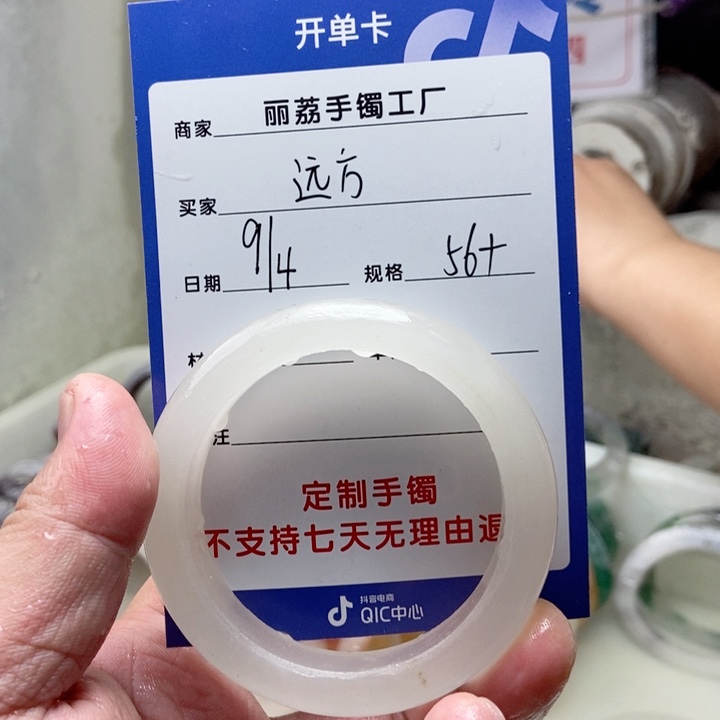 开单卡
商家 丽荔手镯工厂
买家 远方
日期 9/4 规格 56+
注
定制手镯
不支持七天无理由退
抖音电商
QIC中心